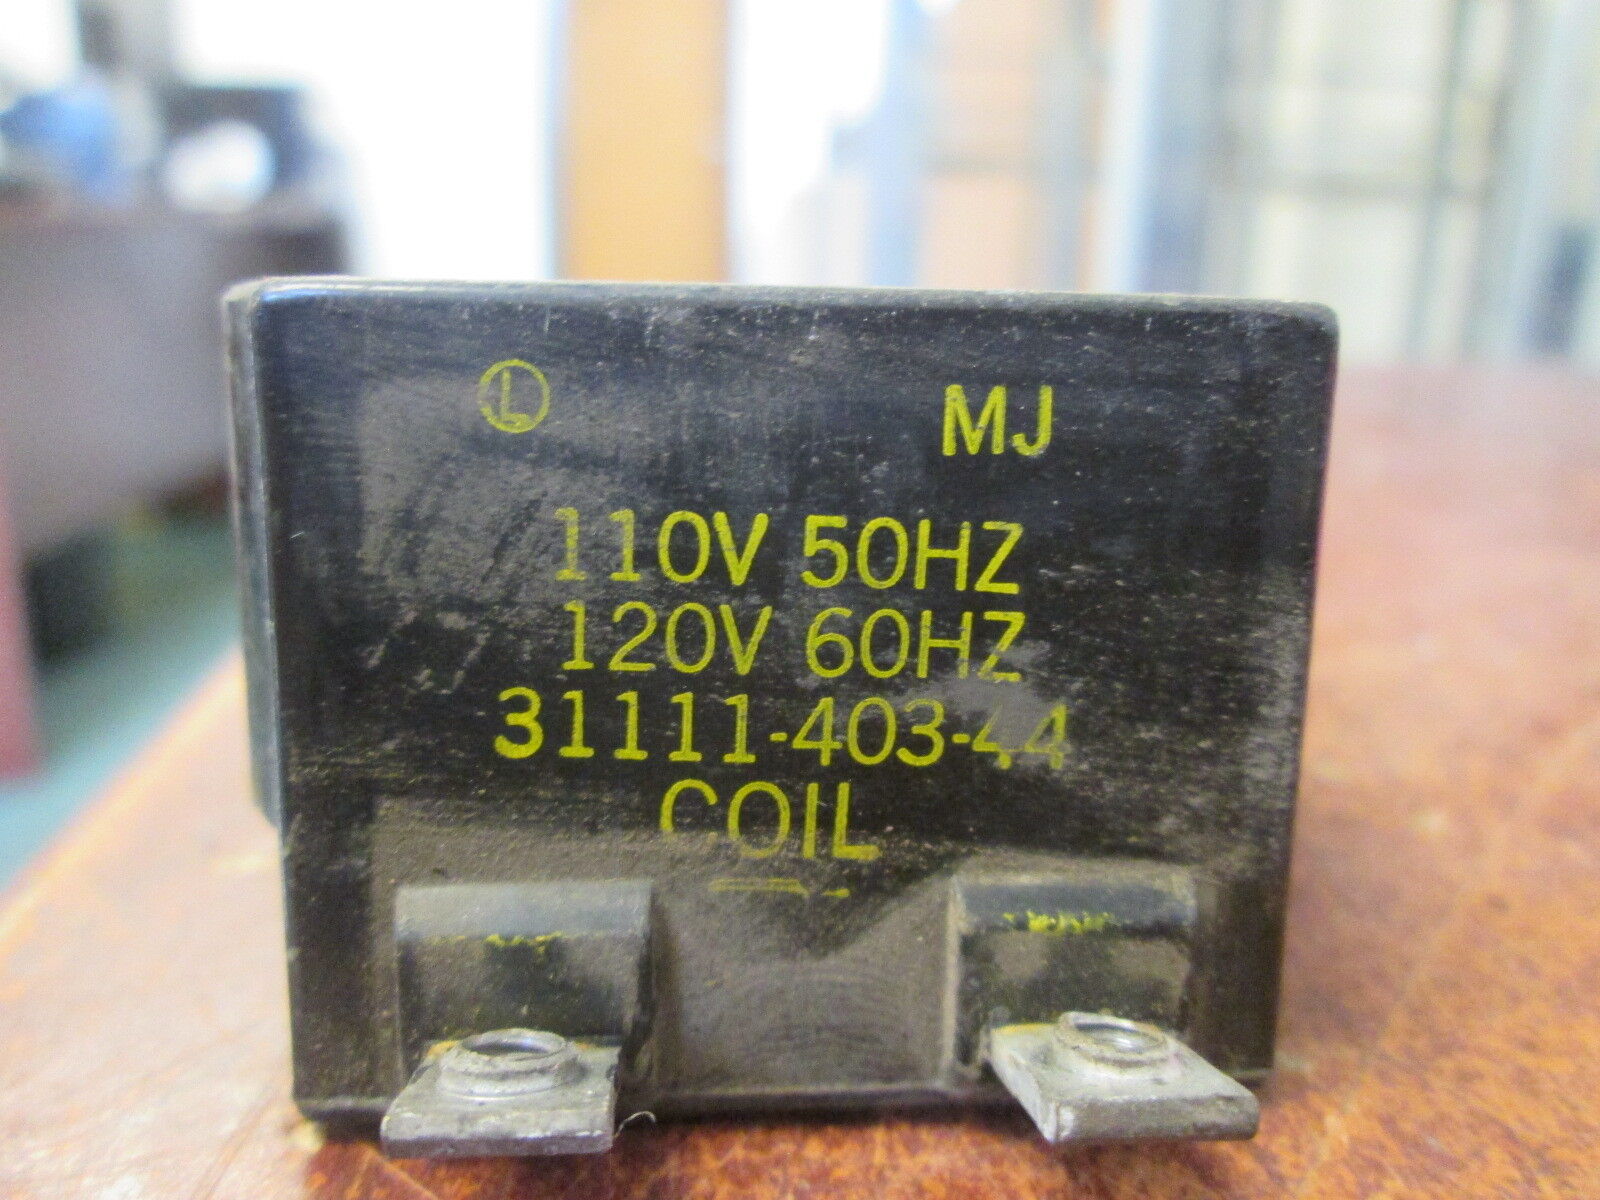 L MJ
110V 50HZ
120V 60HZ
31111-403-44
COIL